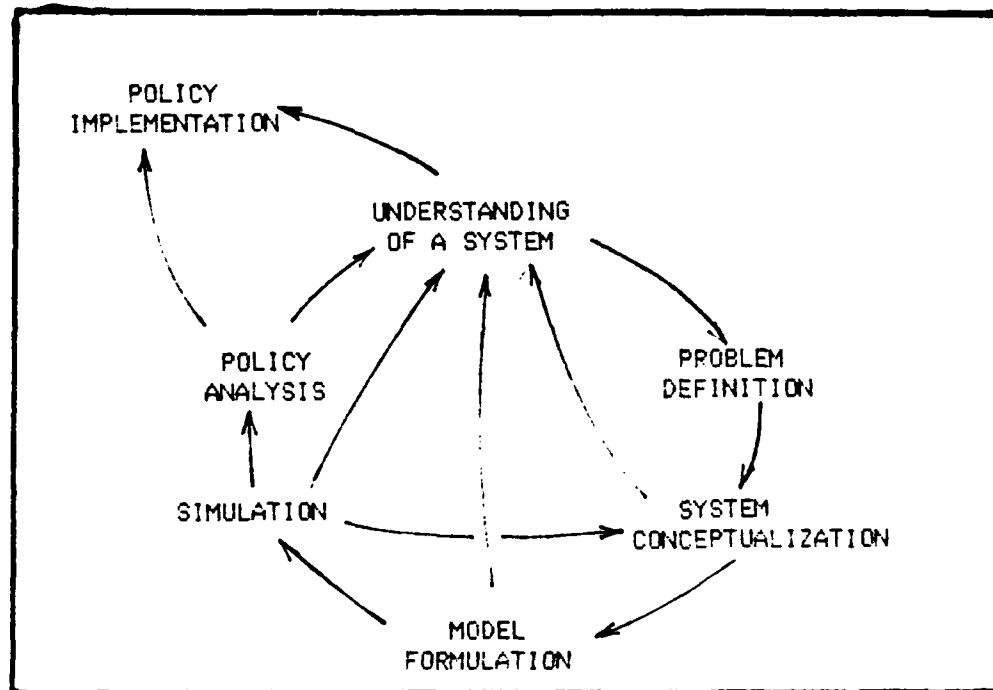 POLICY
IMPLEMENTATION
UNDERSTANDING
OF A SYSTEM
POLICY
ANALYSIS
PROBLEM
DEFINITION
SIMULATION
SYSTEM
CONCEPTUALIZATION
MODEL
FORMULATION